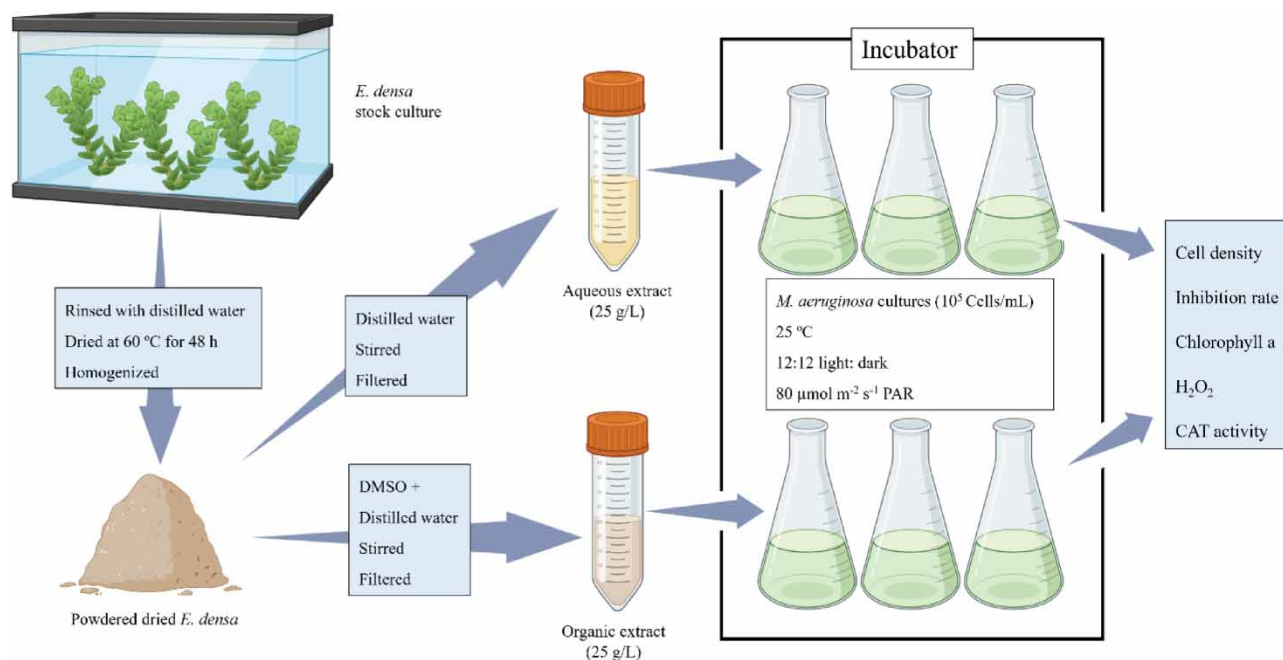 E. densa
stock culture
Rinsed with distilled water
Dried at 60 ºC for 48 h
Homogenized
Powdered dried E. densa
Distilled water
Stirred
Filtered
DMSO +
Distilled water
Stirred
Filtered
Aqueous extract
(25 g/L)
Organic extract
(25 g/L)
Incubator
M. aeruginosa cultures (10⁵ Cells/mL)
25 ºC
12:12 light: dark
80 µmol m⁻² s⁻¹ PAR
Cell density
Inhibition rate
Chlorophyll a
H₂O₂
CAT activity